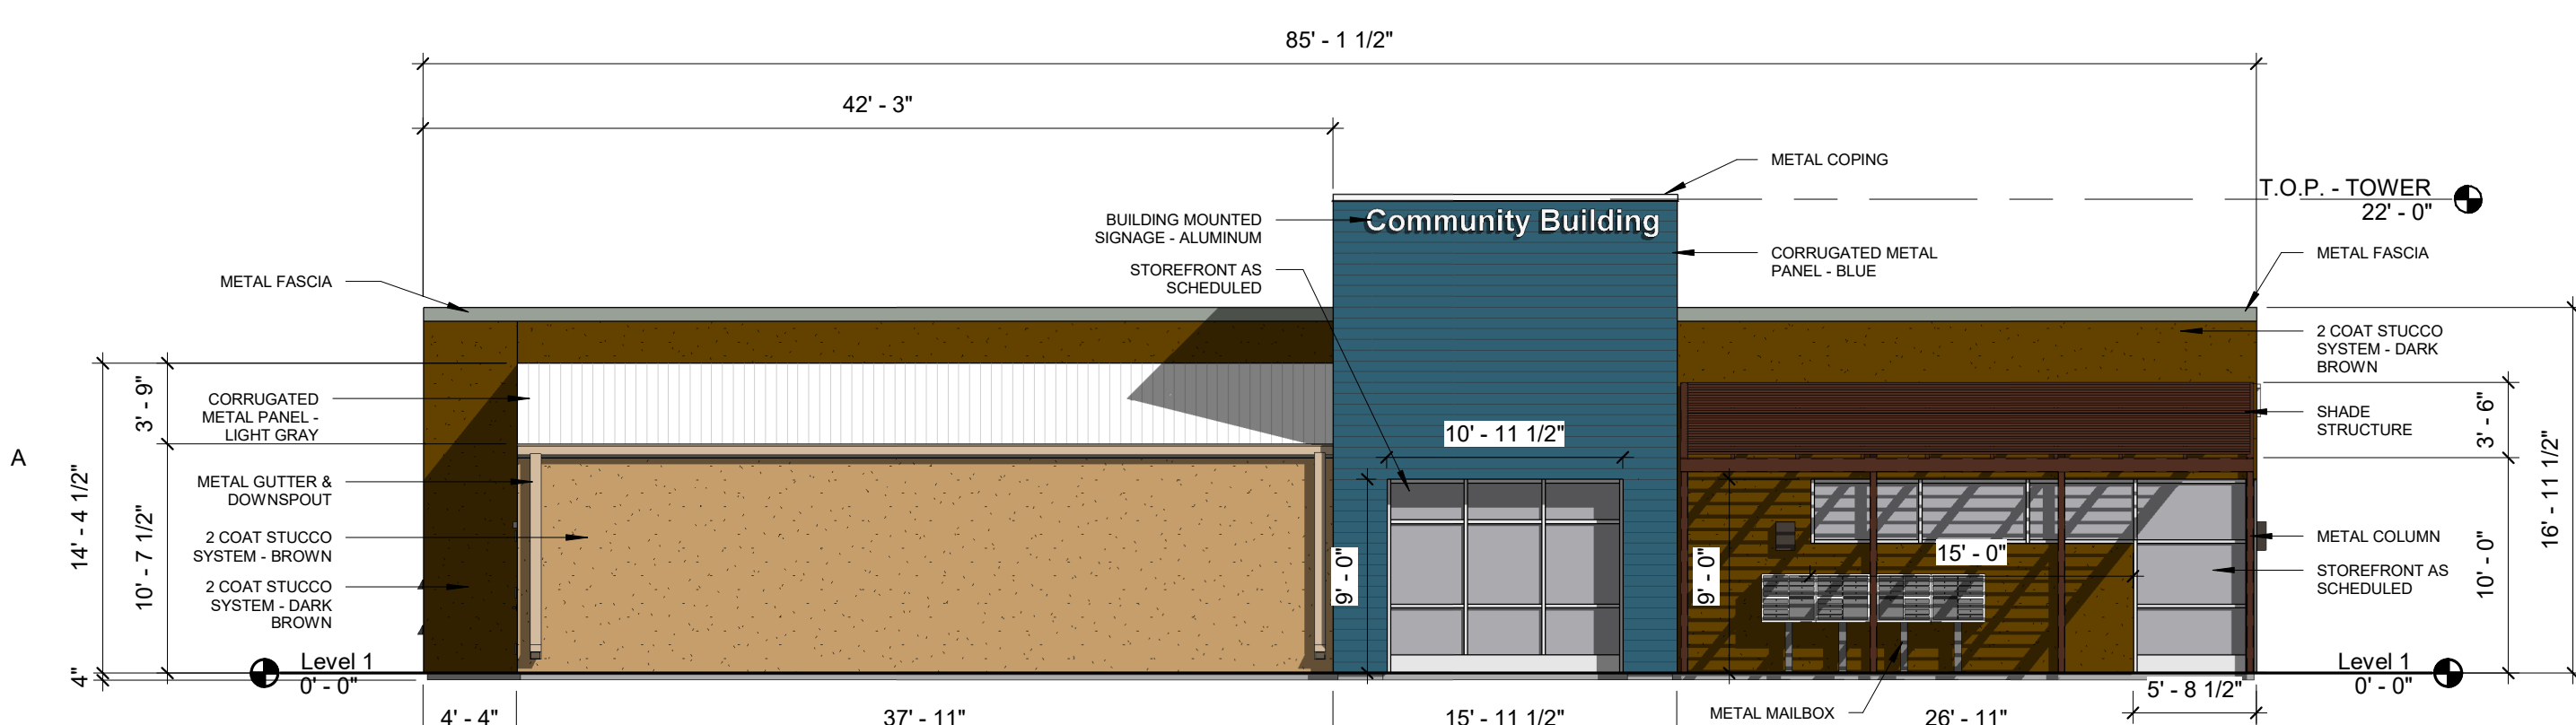 85' - 1 1/2"
42' - 3"
METAL COPING
T.O.P. - TOWER
22' - 0"
BUILDING MOUNTED
SIGNAGE - ALUMINUM
Community Building
CORRUGATED METAL
PANEL - BLUE
METAL FASCIA
STOREFRONT AS
SCHEDULED
METAL FASCIA
2 COAT STUCCO
SYSTEM - DARK
BROWN
3' - 9"
CORRUGATED
METAL PANEL -
LIGHT GRAY
SHADE
STRUCTURE
3' - 6"
10' - 11 1/2"
A
14' - 4 1/2"
10' - 7 1/2"
METAL GUTTER &
DOWNSPOUT
2 COAT STUCCO
SYSTEM - BROWN
2 COAT STUCCO
SYSTEM - DARK
BROWN
9' - 0"
9' - 0"
15' - 0"
METAL COLUMN
STOREFRONT AS
SCHEDULED
10' - 0"
16' - 11 1/2"
4"
Level 1
0' - 0"
Level 1
0' - 0"
5' - 8 1/2"
4' - 4"
37' - 11"
15' - 11 1/2"
METAL MAILBOX
26' - 11"